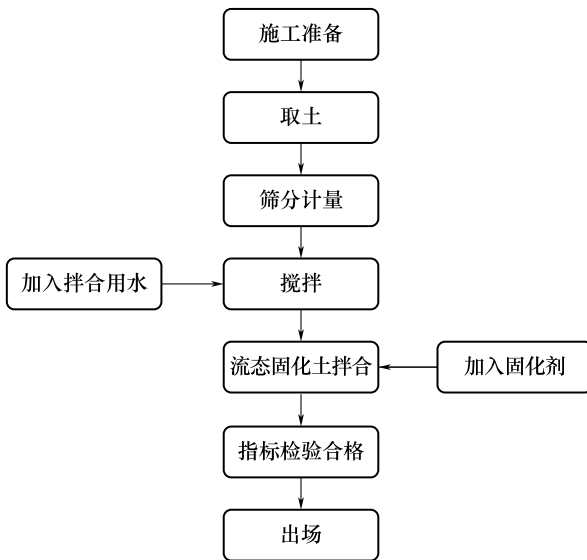 施工准备
取土
筛分计量
加入拌合用水
搅拌
流态固化土拌合
加入固化剂
指标检验合格
出场